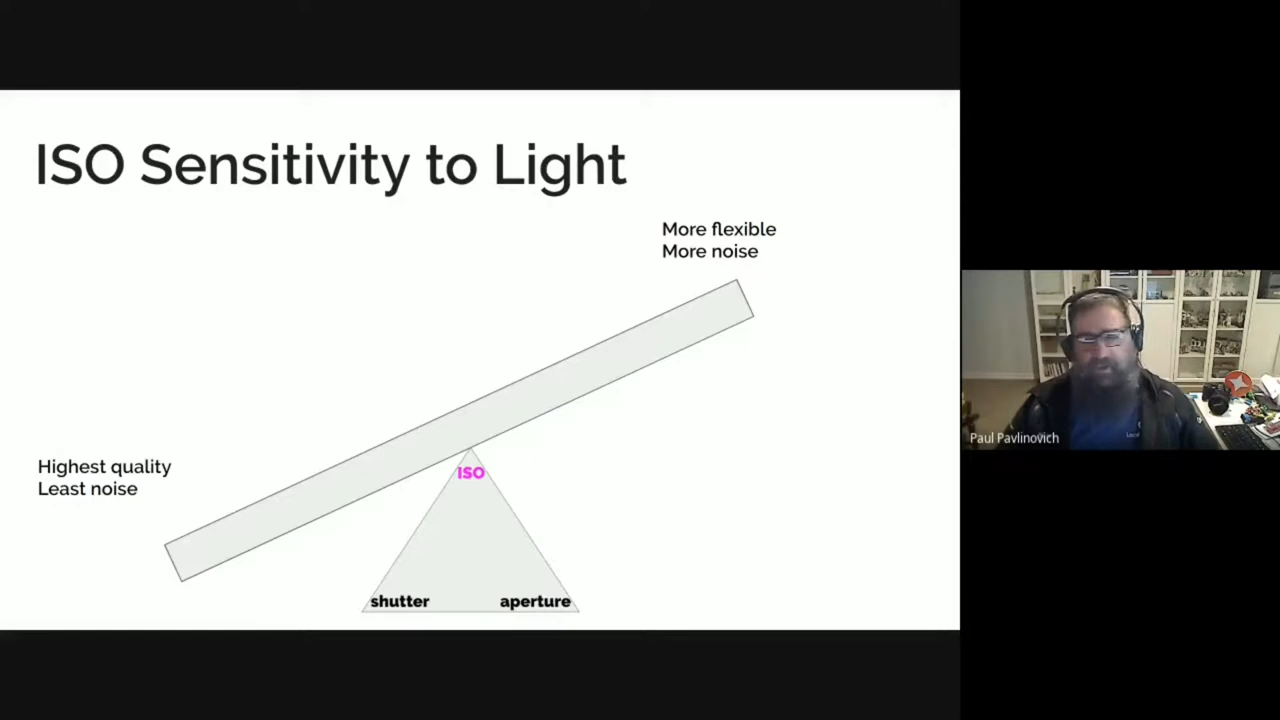 ISO Sensitivity to Light
More flexible
More noise
Highest quality
Least noise
ISO
shutter
aperture
Paul Pavlinovich